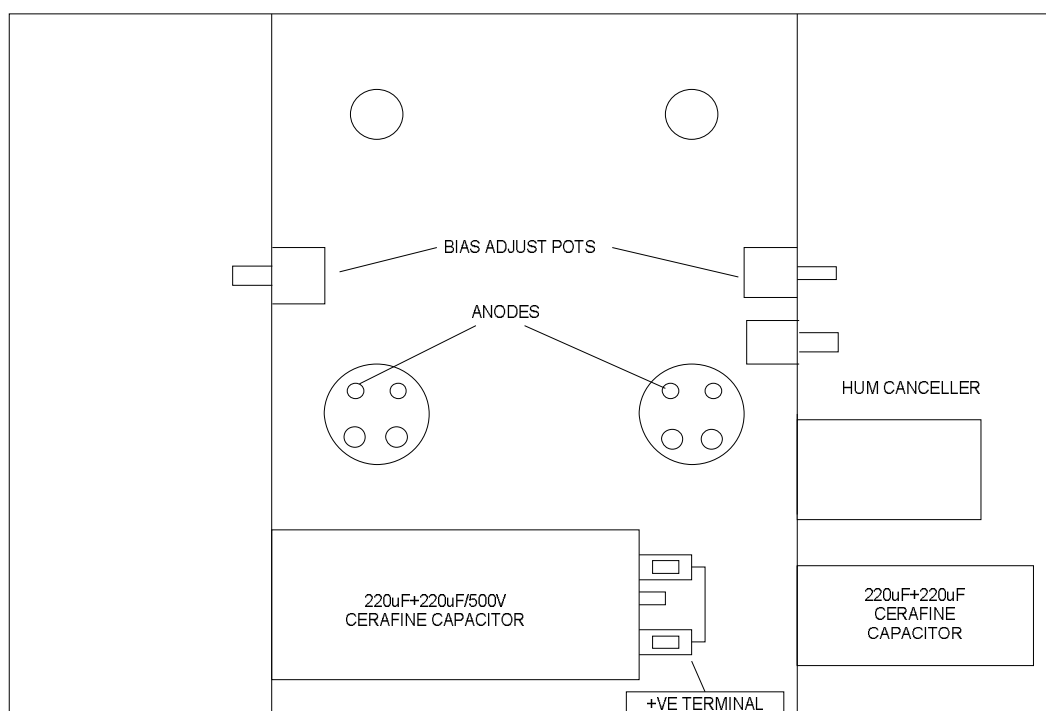 BIAS ADJUST POTS
ANODES
HUM CANCELLER
220uF+220uF/500V
CERAFINE CAPACITOR
220uF+220uF
CERAFINE
CAPACITOR
+VE TERMINAL